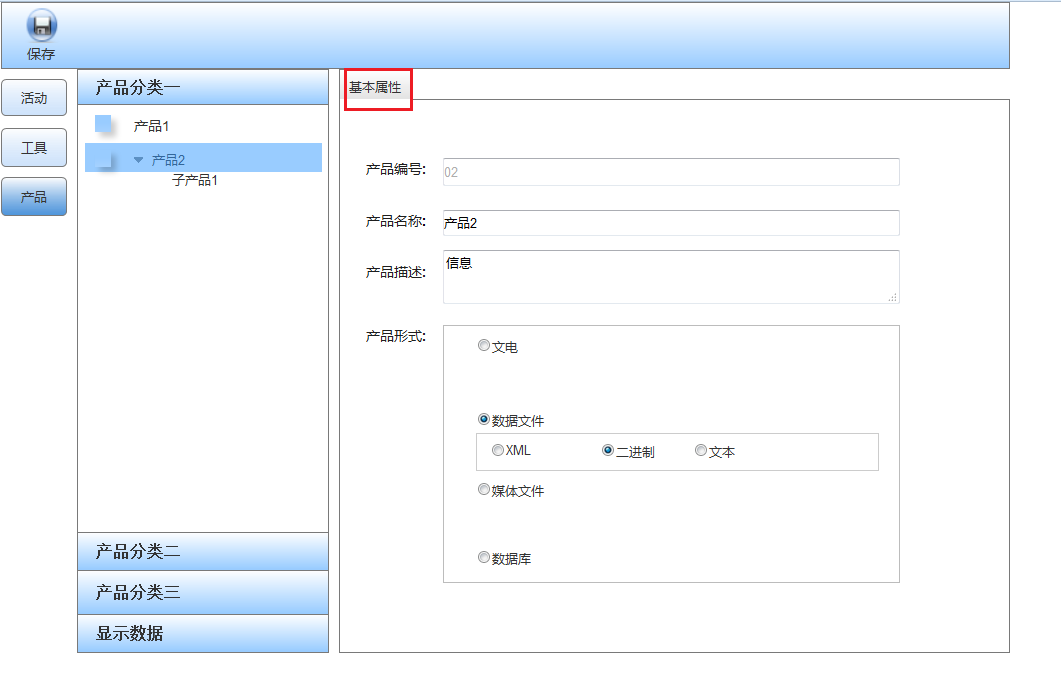 保存
活动
工具
产品
产品分类一
产品1
产品2
子产品1
产品分类二
产品分类三
显示数据
基本属性
产品编号: 02
产品名称: 产品2
产品描述: 信息
产品形式:
文电
数据文件
XML 二进制 文本
媒体文件
数据库